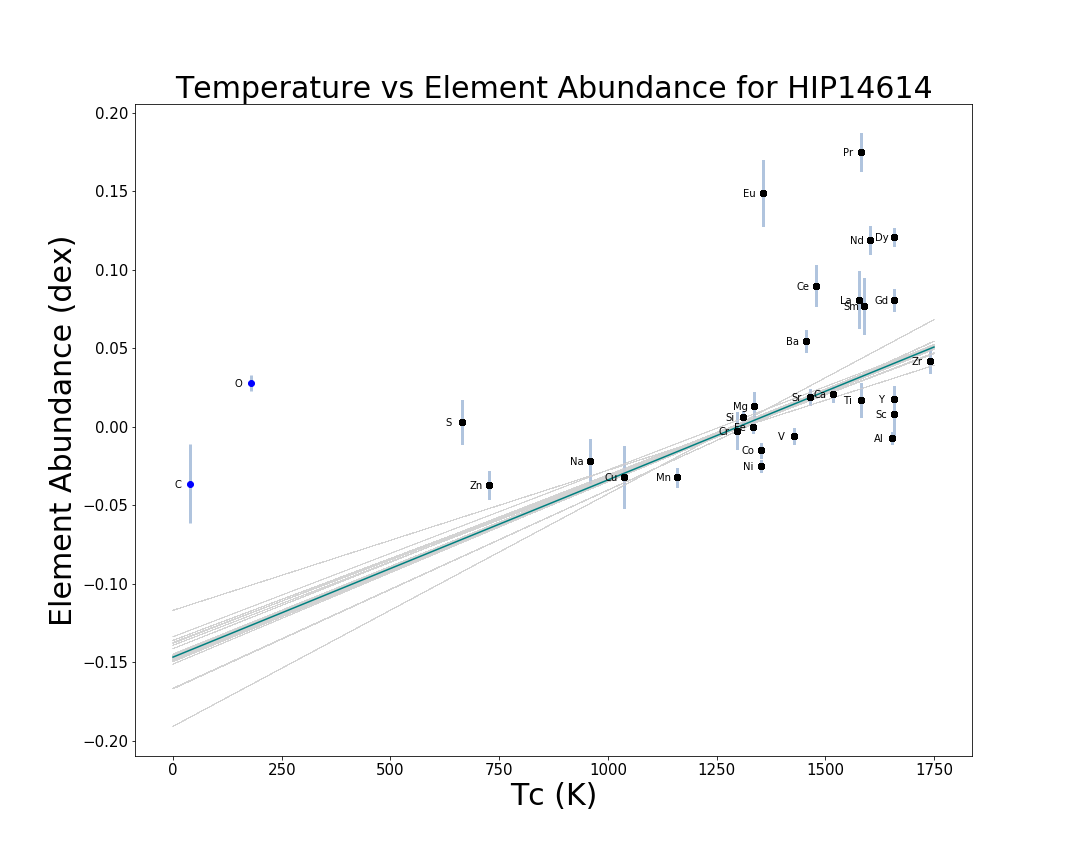 Temperature vs Element Abundance for HIP14614
Element Abundance (dex)
0.20
0.15
0.10
0.05
0.00
−0.05
−0.10
−0.15
−0.20
Pr
Eu
Nd
Dy
Ce
La
Sm
Gd
Ba
Zr
O
S
C
Zn
Na
Cu
Mn
Mg
Si
Cr
Fe
Co
Ni
V
Sr
Ca
Ti
Y
Sc
Al
0
250
500
750
1000
1250
1500
1750
Tc (K)